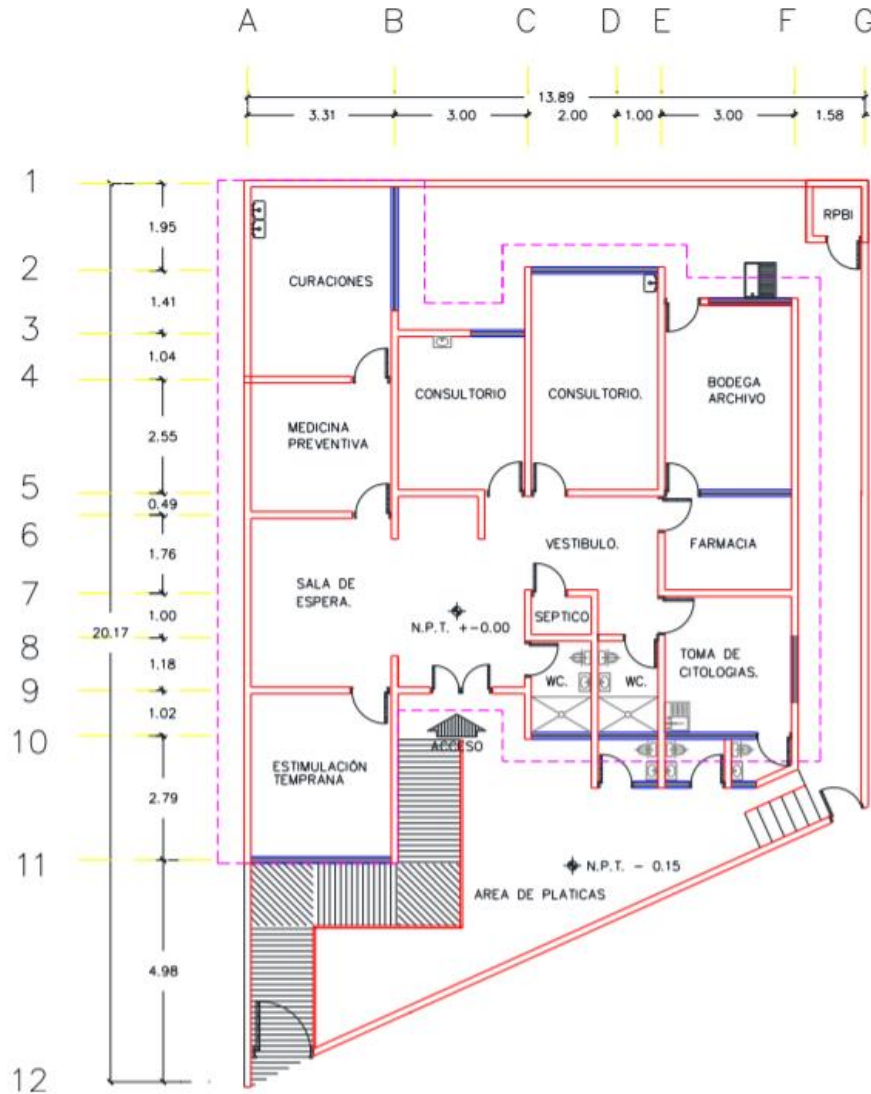 A B C D E F G
13.89
3.31 3.00 2.00 1.00 3.00 1.58
1
2
3
4
5
6
7
8
9
10
11
12
1.95
1.41
1.04
2.55
0.49
1.76
1.00
1.18
1.02
2.79
4.98
20.17
RPBI
CURACIONES
CONSULTORIO
CONSULTORIO.
BODEGA
ARCHIVO
MEDICINA
PREVENTIVA
VESTIBULO.
FARMACIA
SALA DE
ESPERA.
SEPTICO
N.P.T. +-0.00
TOMA DE
CITOLOGIAS.
WC.
WC.
ACCESO
ESTIMULACIÓN
TEMPRANA
N.P.T. - 0.15
AREA DE PLATICAS